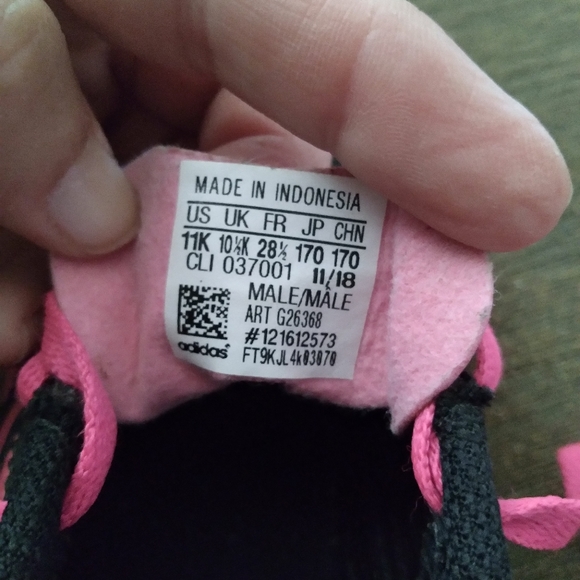 MADE IN INDONESIA
US UK FR JP CHN
11K 10½K 28½ 170 170
CLI 037001 11/18
MALE/MÂLE
ART G26368
#121612573
adidas
FT9KJL4k03070